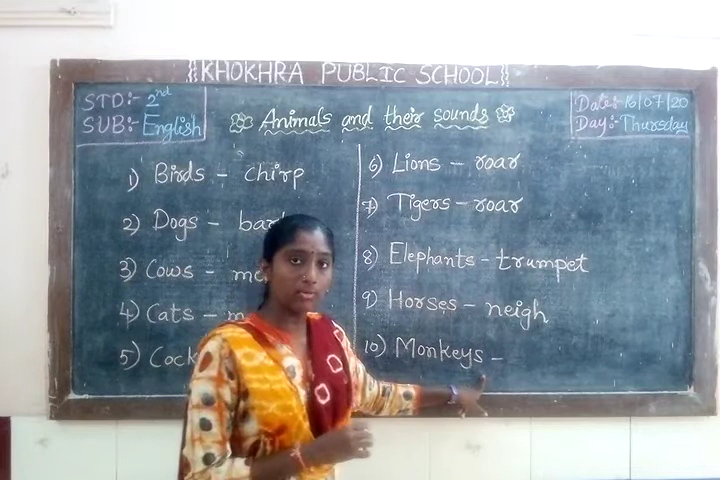 KHOKHRA PUBLIC SCHOOL
STD:- 2nd
SUB:- English
Animals and their sounds
Date:- 16/07/20
Day:- Thursday
1) Birds - chirp
2) Dogs -
3) Cows -
4) Cats -
5)
6) Lions - roar
7) Tigers - roar
8) Elephants - trumpet
9) Horses - neigh
10) Monkeys -